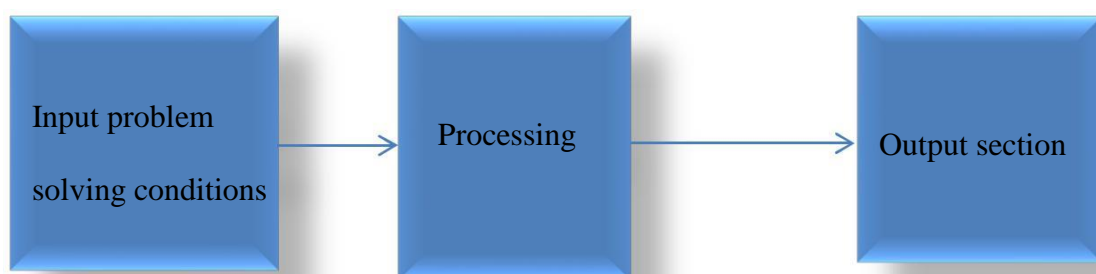 Input problem
solving conditions
Processing
Output section